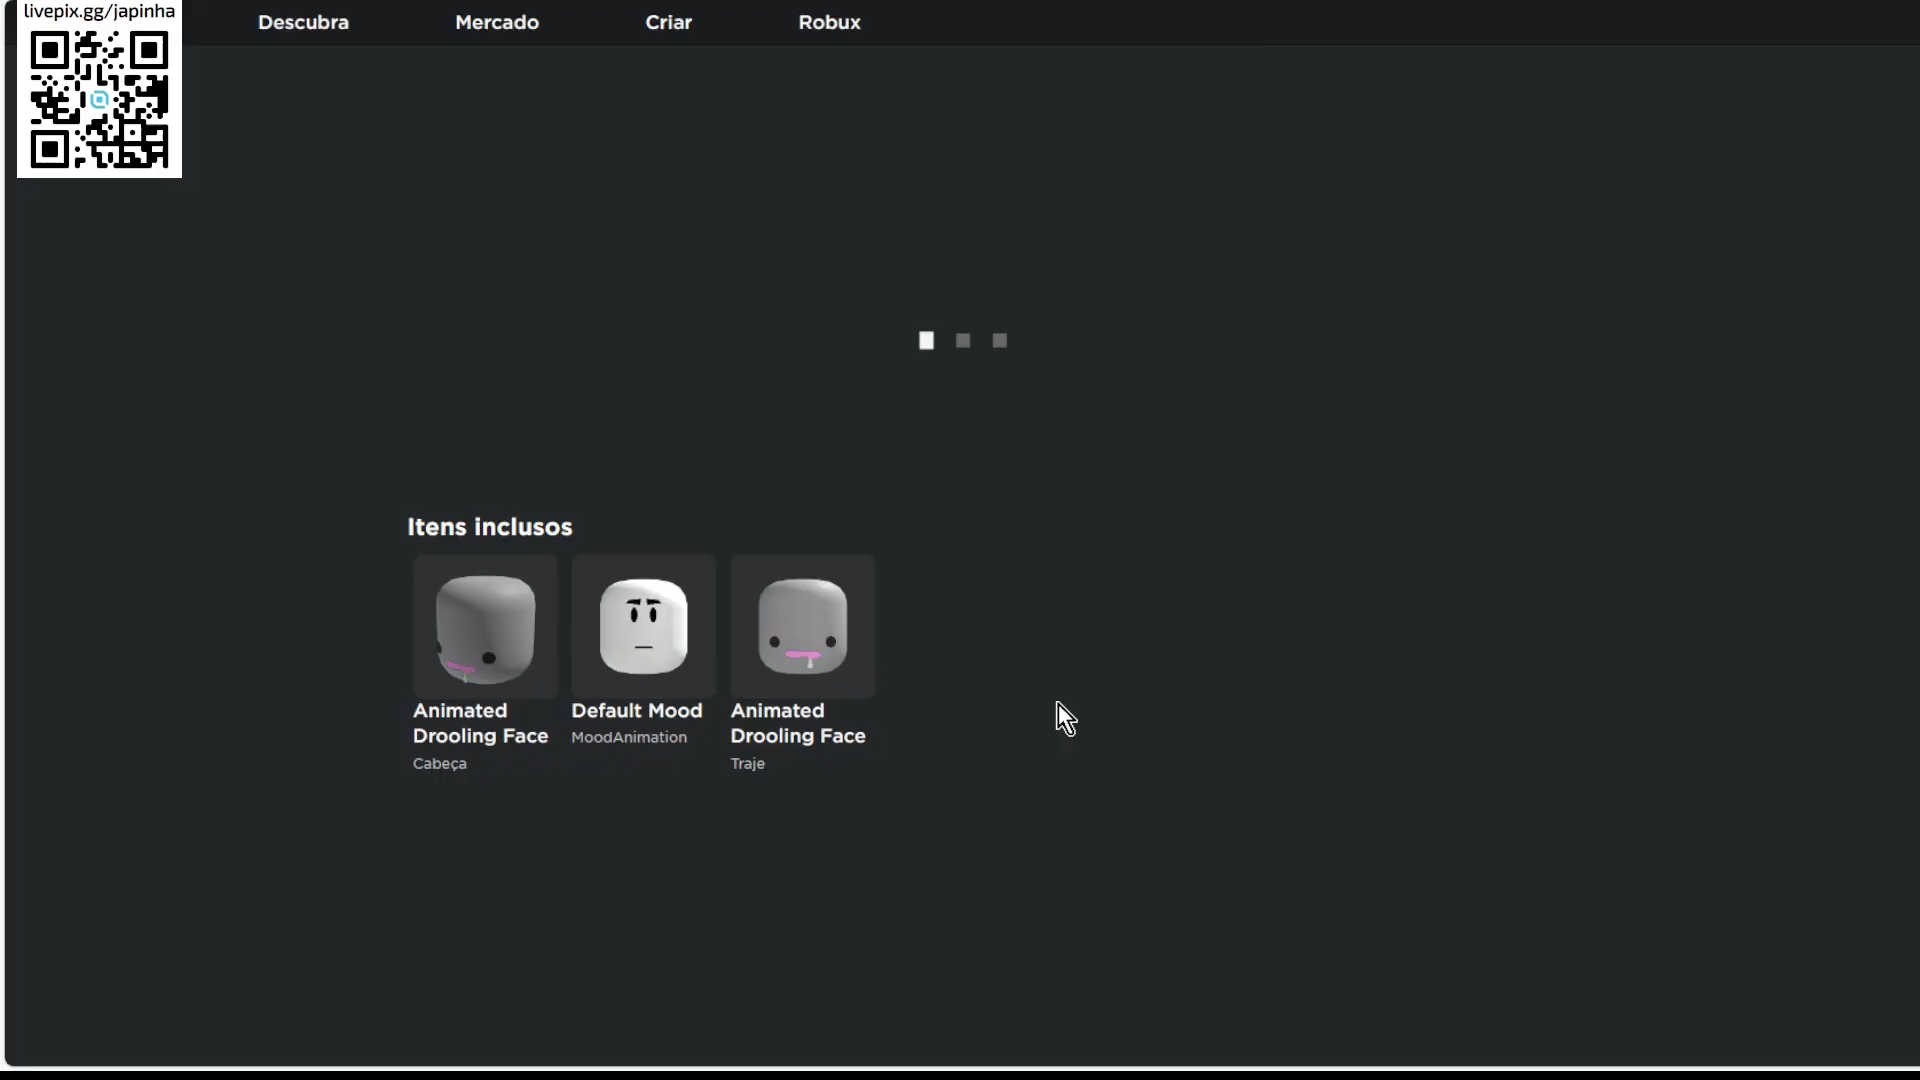 livepix.gg/japinha
Descubra
Mercado
Criar
Robux
Itens inclusos
Animated
Drooling Face
Cabeça
Default Mood
MoodAnimation
Animated
Drooling Face
Traje